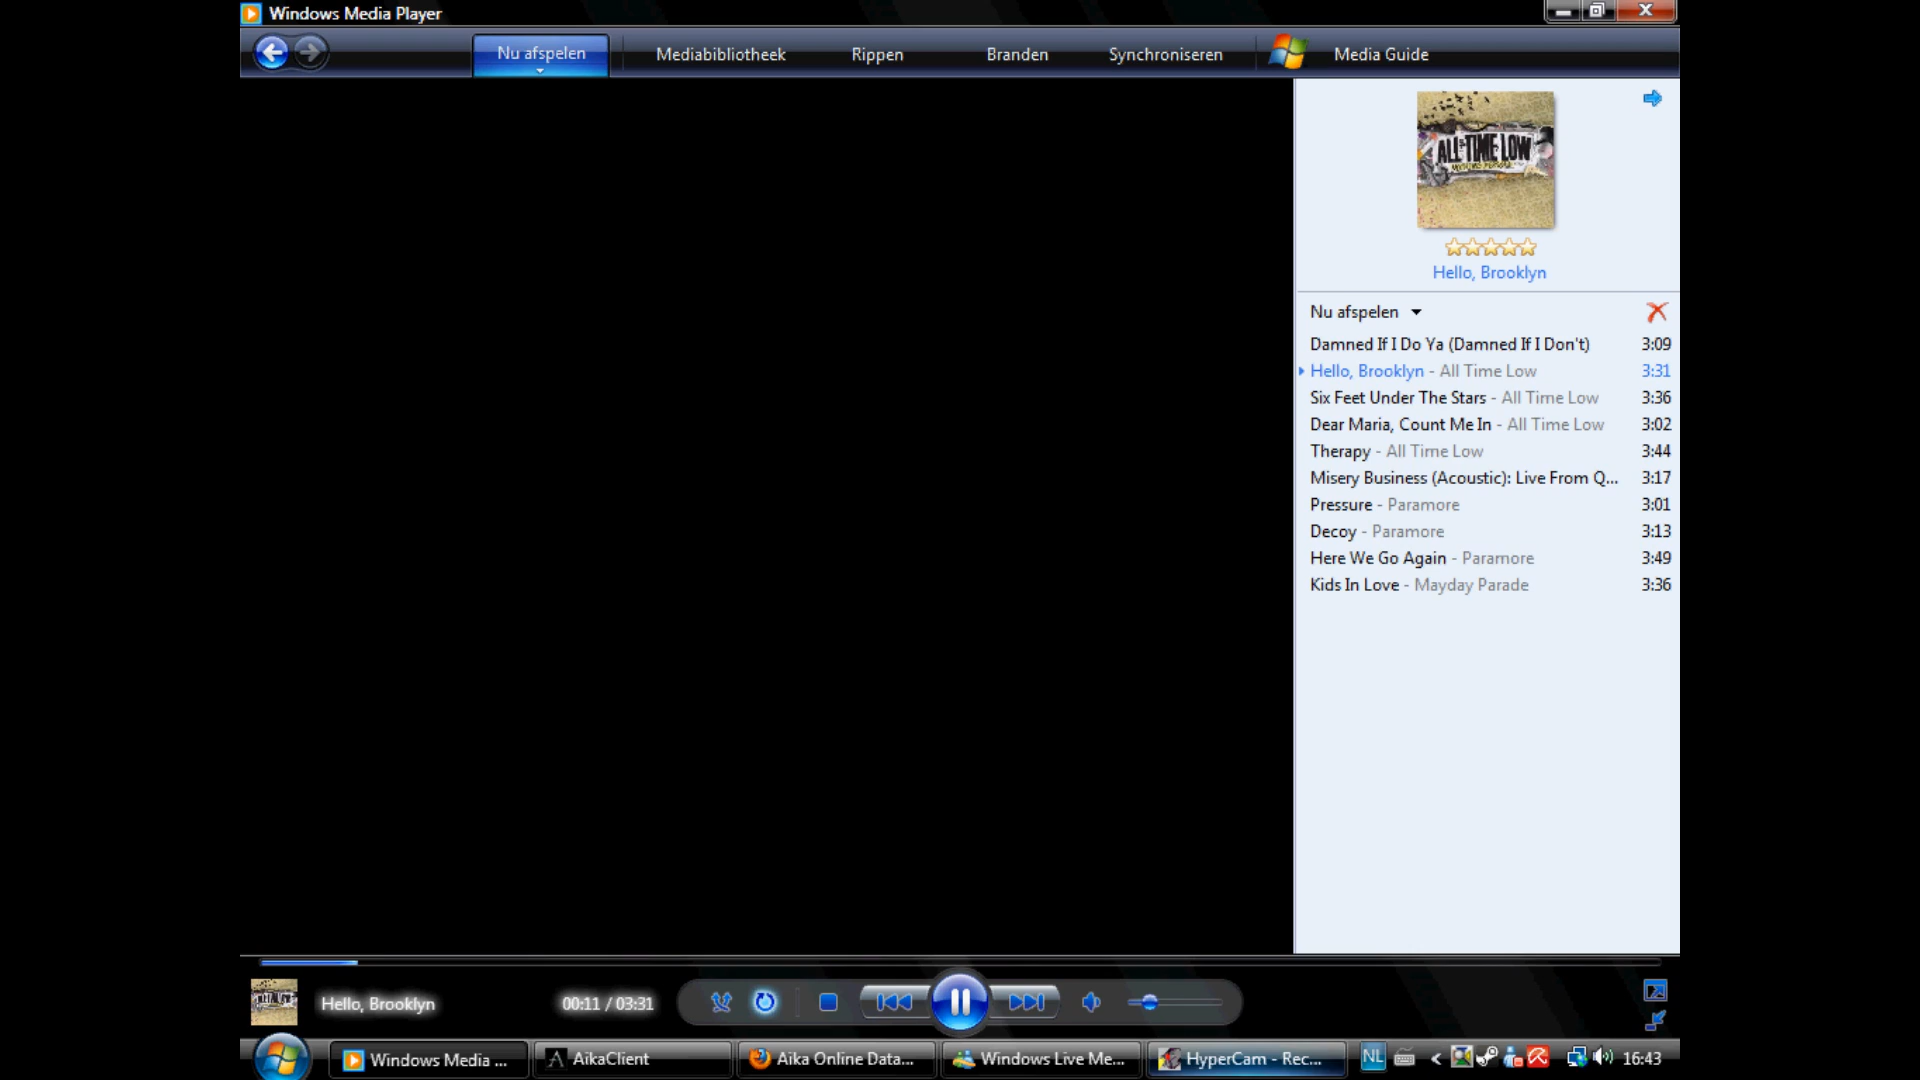 Windows Media Player
Nu afspelen
Mediabibliotheek
Rippen
Branden
Synchroniseren
Media Guide
ALL TIME LOW
Hello, Brooklyn
Nu afspelen
Damned If I Do Ya (Damned If I Don't) 3:09
Hello, Brooklyn - All Time Low 3:31
Six Feet Under The Stars - All Time Low 3:36
Dear Maria, Count Me In - All Time Low 3:02
Therapy - All Time Low 3:44
Misery Business (Acoustic): Live From Q... 3:17
Pressure - Paramore 3:01
Decoy - Paramore 3:13
Here We Go Again - Paramore 3:49
Kids In Love - Mayday Parade 3:36
Hello, Brooklyn
00:11 / 03:31
Windows Media ...
AikaClient
Aika Online Data...
Windows Live Me...
HyperCam - Rec...
NL
16:43